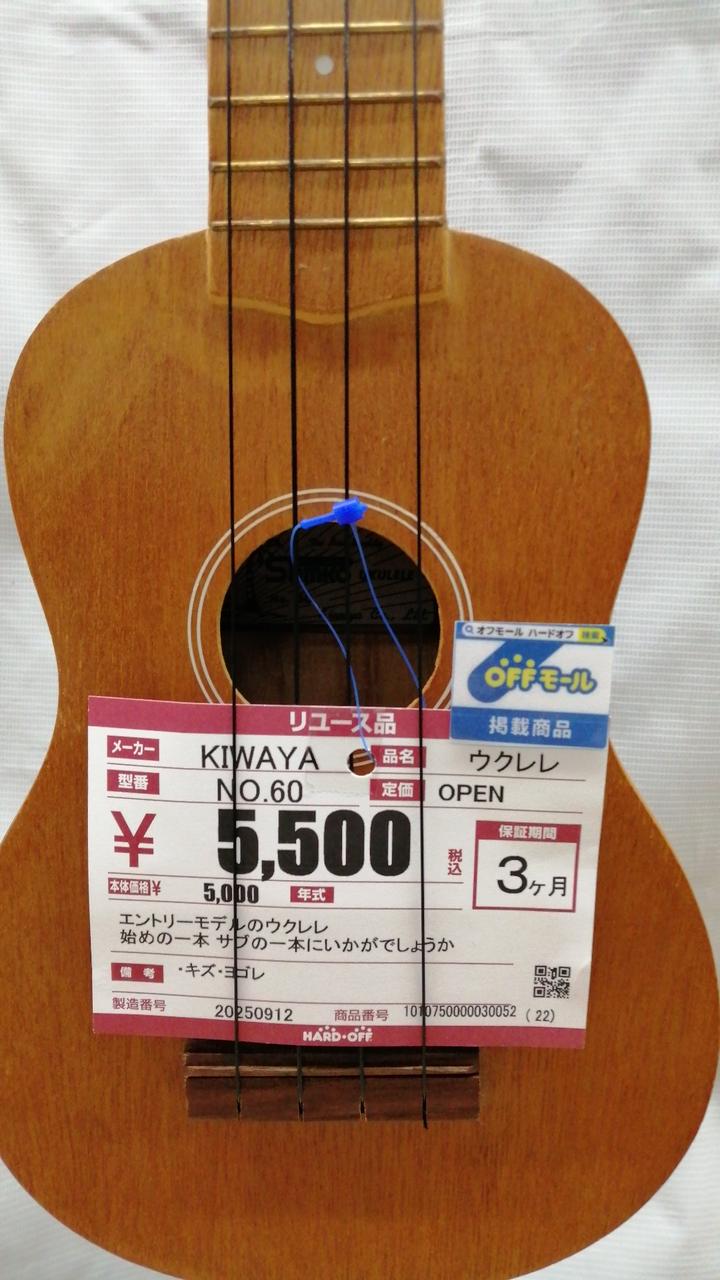 UKULELE
オフモール ハードオフ 検索
OFFモール
掲載商品
リユース品
メーカー KIWAYA 品名 ウクレレ
型番 NO.60 定価 OPEN
¥ 5,500 税込
保証期間
3ヶ月
本体価格¥ 5,000 年式
エントリーモデルのウクレレ
始めの一本 サブの一本にいかがでしょうか
備考 ・キズ・ヨゴレ
製造番号 20250912 商品番号 1010750000030052 (22)
HARD・OFF